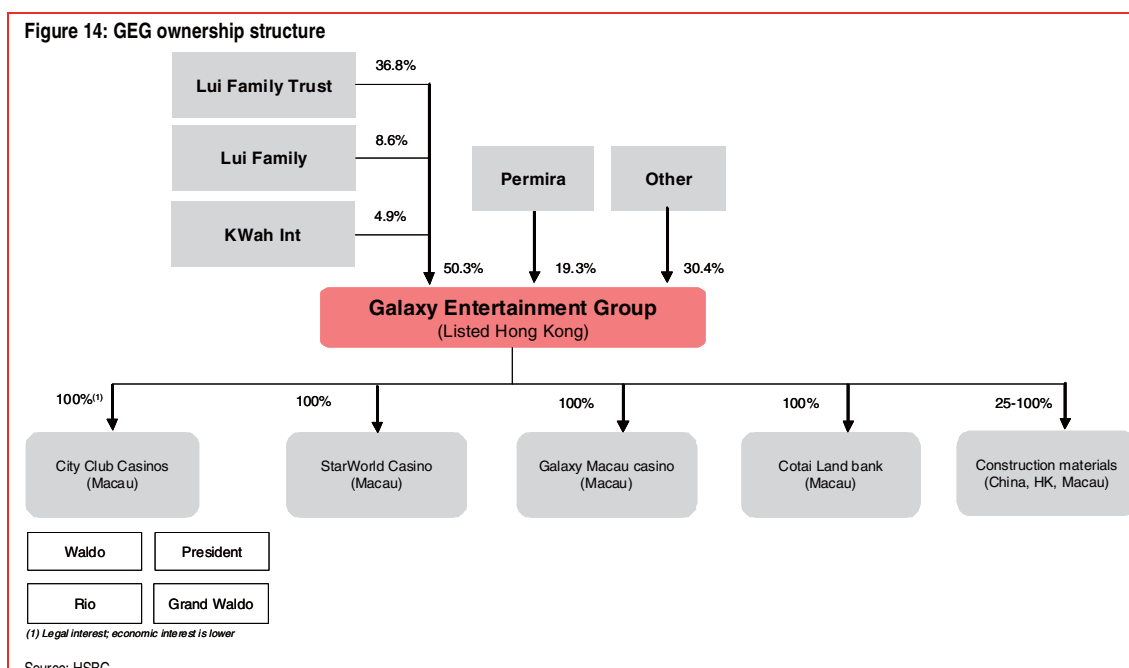 Figure 14: GEG ownership structure
36.8%
Lui Family Trust
8.6%
Lui Family
Permira
Other
4.9%
KWah Int
50.3%
19.3%
30.4%
Galaxy Entertainment Group
(Listed Hong Kong)
100%(1)
100%
100%
100%
25-100%
City Club Casinos
(Macau)
StarWorld Casino
(Macau)
Galaxy Macau casino
(Macau)
Cotai Land bank
(Macau)
Construction materials
(China, HK, Macau)
Waldo
President
Rio
Grand Waldo
(1) Legal interest; economic interest is lower
Source: HSBC